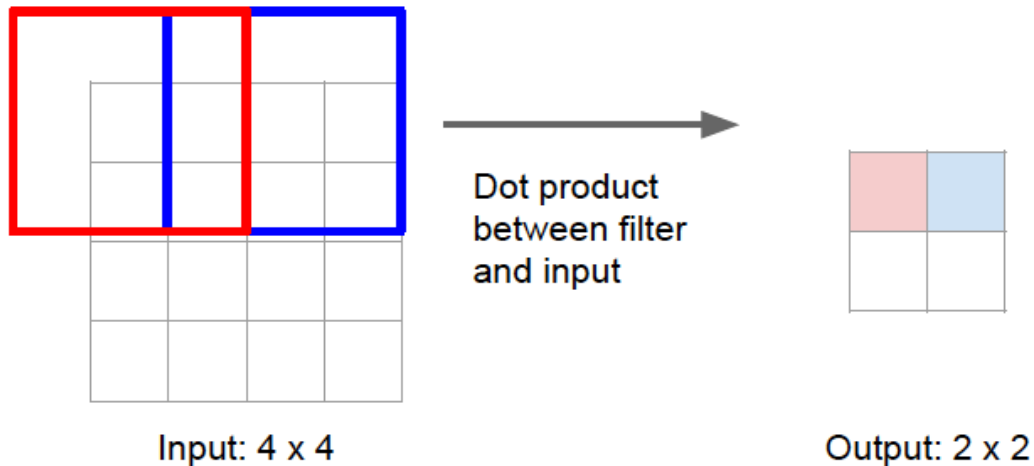 Dot product
between filter
and input
Input: 4 x 4
Output: 2 x 2